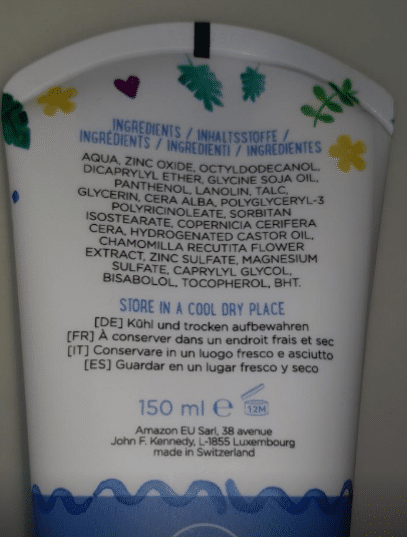 INGREDIENTS / INHALTSSTOFFE /
INGRÉDIENTS / INGREDIENTI / INGREDIENTES
AQUA, ZINC OXIDE, OCTYLDODECANOL,
DICAPRYLYL ETHER, GLYCINE SOJA OIL,
PANTHENOL, LANOLIN, TALC,
GLYCERIN, CERA ALBA, POLYGLYCERYL-3
POLYRICINOLEATE, SORBITAN
ISOSTEARATE, COPERNICIA CERIFERA
CERA, HYDROGENATED CASTOR OIL,
CHAMOMILLA RECUTITA FLOWER
EXTRACT, ZINC SULFATE, MAGNESIUM
SULFATE, CAPRYLYL GLYCOL,
BISABOLOL, TOCOPHEROL, BHT.
STORE IN A COOL DRY PLACE
[DE] Kühl und trocken aufbewahren
[FR] À conserver dans un endroit frais et sec
[IT] Conservare in un luogo fresco e asciutto
[ES] Guardar en un lugar fresco y seco
150 ml ℮ 12M
Amazon EU Sarl, 38 avenue
John F. Kennedy, L-1855 Luxembourg
made in Switzerland